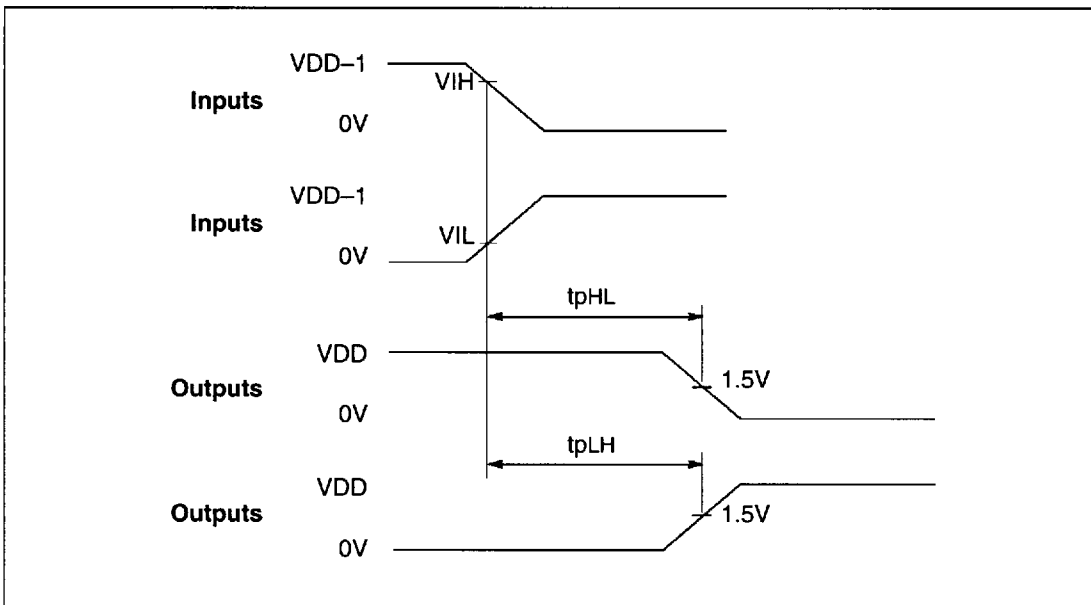 VDD–1
VIH
Inputs
0V
VDD–1
Inputs
VIL
0V
tpHL
VDD
1.5V
Outputs
0V
tpLH
VDD
1.5V
Outputs
0V